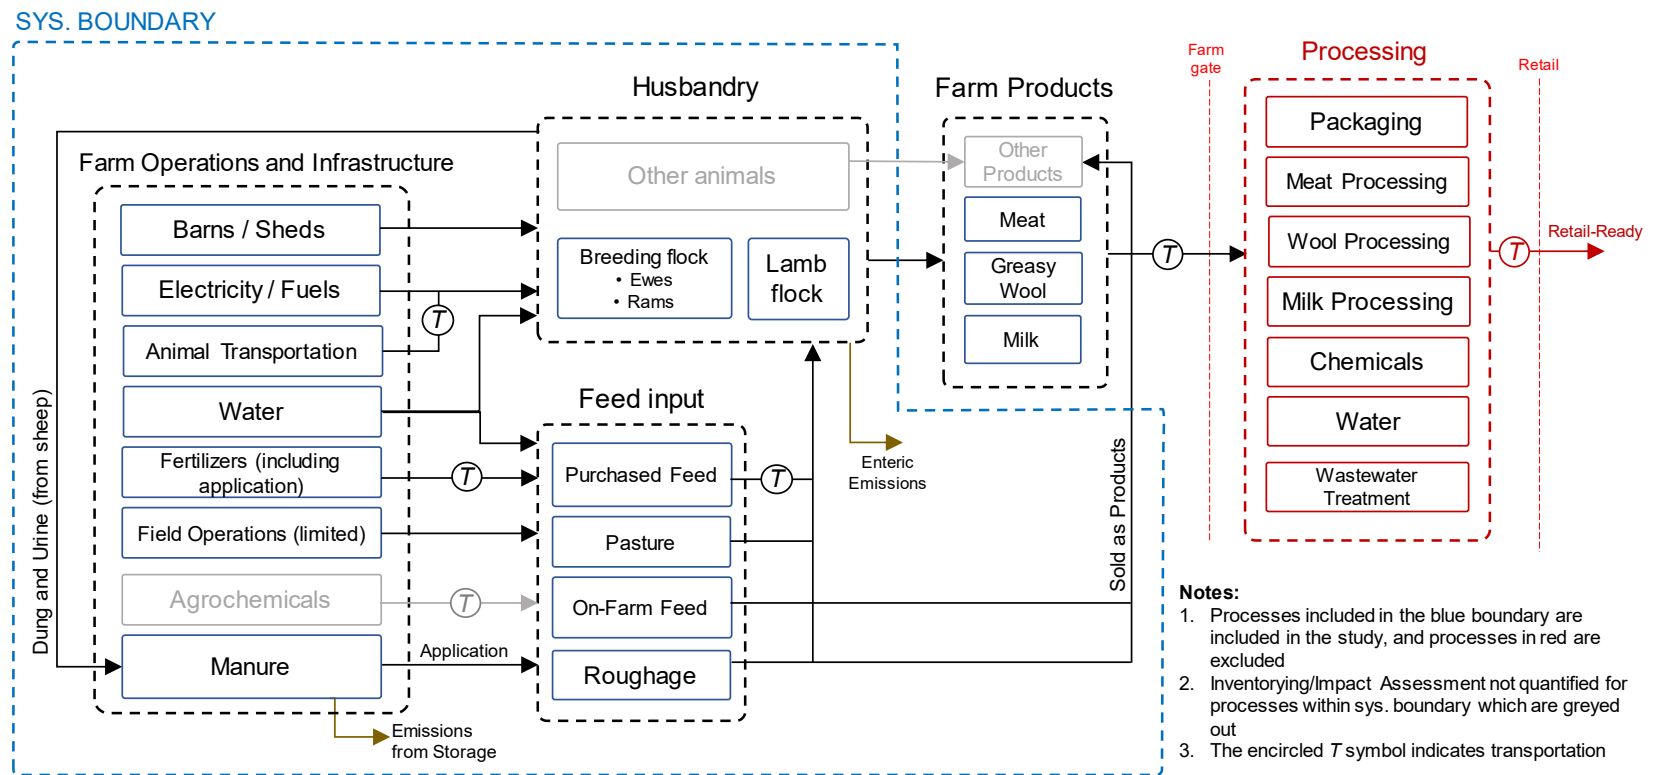 SYS. BOUNDARY
Farm Operations and Infrastructure
Barns / Sheds
Electricity / Fuels
T
Animal Transportation
Water
Fertilizers (including
application)
T
Field Operations (limited)
Agrochemicals
T
Manure
Application
Dung and Urine (from sheep)
Emissions
from Storage
Husbandry
Other animals
Breeding flock
• Ewes
• Rams
Lamb
flock
Enteric
Emissions
Feed input
Purchased Feed
T
Pasture
On-Farm Feed
Roughage
Sold as Products
Farm Products
Other
Products
Meat
Greasy
Wool
Milk
T
Farm
gate
Processing
Packaging
Meat Processing
Wool Processing
Milk Processing
Chemicals
Water
Wastewater
Treatment
T
Retail
Retail-Ready
Notes:
1. Processes included in the blue boundary are
included in the study, and processes in red are
excluded
2. Inventorying/Impact Assessment not quantified for
processes within sys. boundary which are greyed
out
3. The encircled T symbol indicates transportation